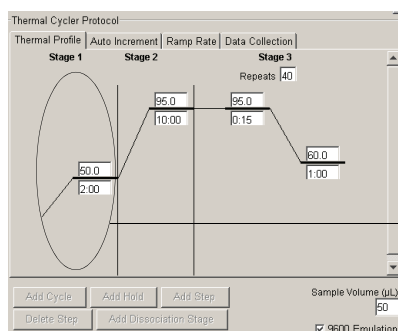 Thermal Cycler Protocol
Thermal Profile Auto Increment Ramp Rate Data Collection
Stage 1 Stage 2 Stage 3
Repeats 40
95.0 95.0
10:00 0:15
50.0 60.0
2:00 1:00
Add Cycle Add Hold Add Step Sample Volume (µL)
50
Delete Step Add Dissociation Stage 9600 Emulation